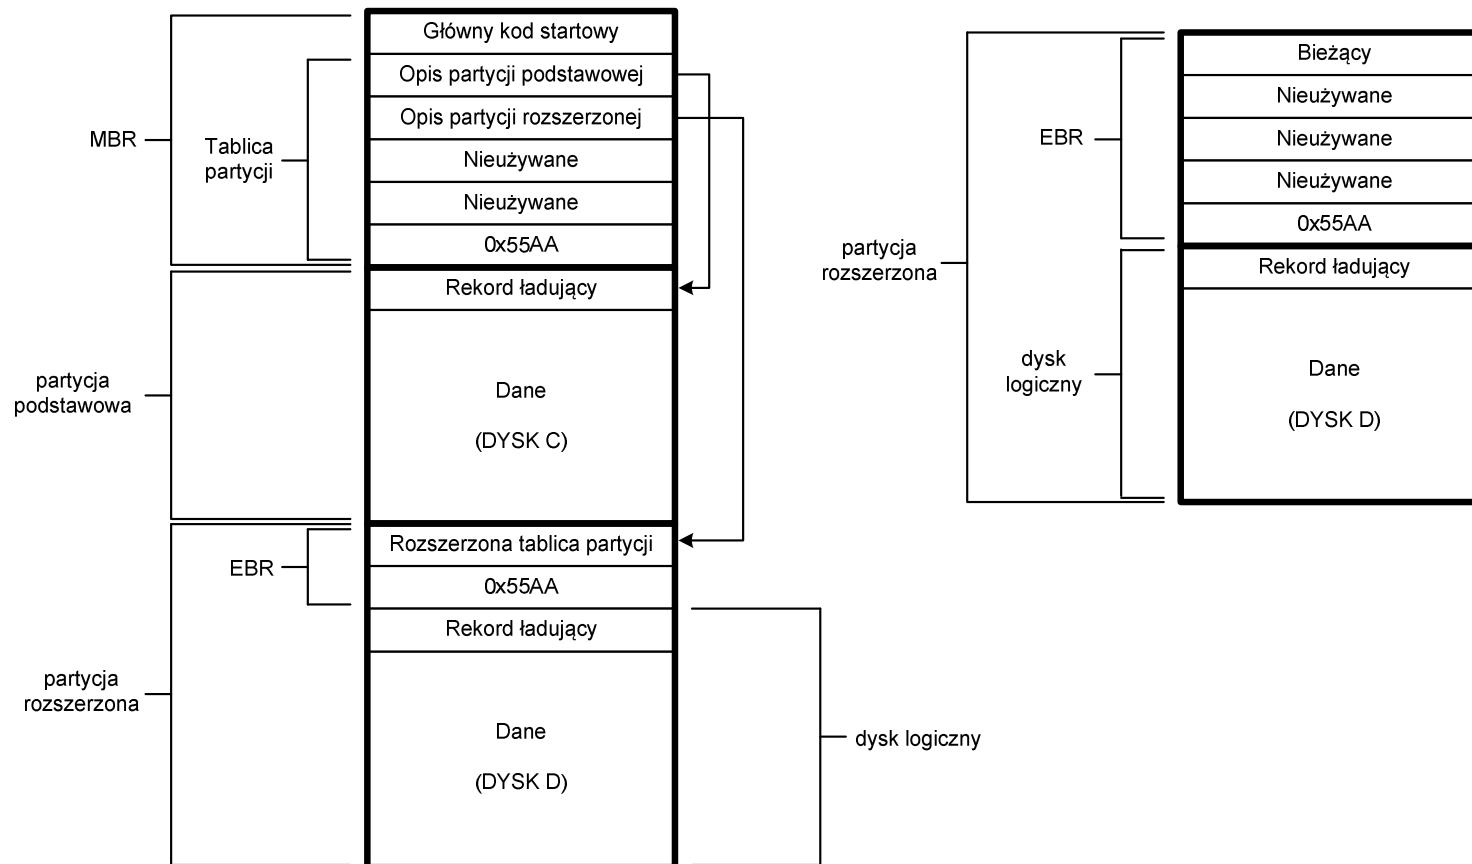 Główny kod startowy
Opis partycji podstawowej
Opis partycji rozszerzonej
Nieużywane
Nieużywane
0x55AA
MBR
Tablica
partycji
Rekord ładujący
Dane
(DYSK C)
partycja
podstawowa
Rozszerzona tablica partycji
0x55AA
EBR
Rekord ładujący
Dane
(DYSK D)
partycja
rozszerzona
dysk logiczny
Bieżący
Nieużywane
Nieużywane
Nieużywane
0x55AA
EBR
partycja
rozszerzona
Rekord ładujący
Dane
(DYSK D)
dysk
logiczny